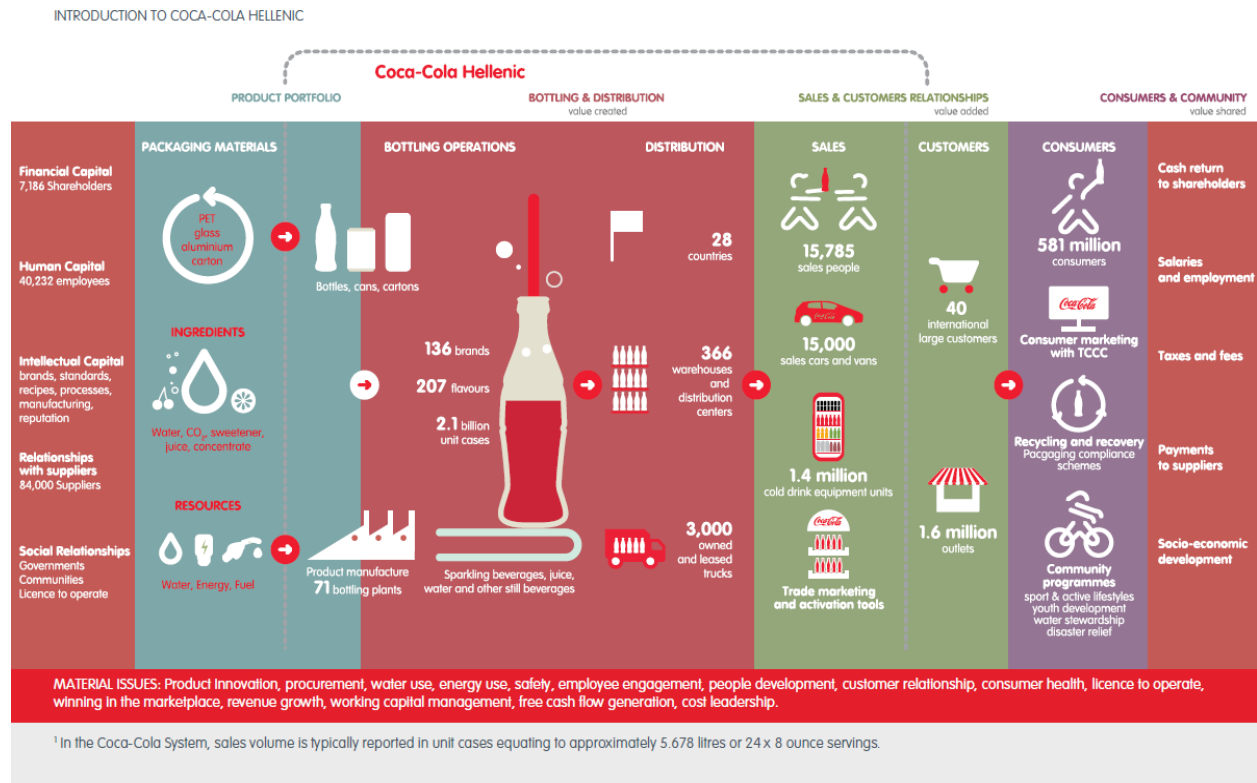 INTRODUCTION TO COCA-COLA HELLENIC
Coca-Cola Hellenic
PRODUCT PORTFOLIO
BOTTLING & DISTRIBUTION
value created
SALES & CUSTOMERS RELATIONSHIPS
value added
CONSUMERS & COMMUNITY
value shared
Financial Capital
7,186 Shareholders
Human Capital
40,232 employees
Intellectual Capital
brands, standards,
recipes, processes,
manufacturing,
reputation
Relationships
with suppliers
84,000 Suppliers
Social Relationships
Governments
Communities
Licence to operate
PACKAGING MATERIALS
PET
glass
aluminium
carton
INGREDIENTS
Water, CO₂, sweetener,
juice, concentrate
RESOURCES
Water, Energy, Fuel
Bottles, cans, cartons
Product manufacture
71 bottling plants
BOTTLING OPERATIONS
136 brands
207 flavours
2.1 billion
unit cases
Sparkling beverages, juice,
water and other still beverages
DISTRIBUTION
28
countries
366
warehouses
and
distribution
centers
3,000
owned
and leased
trucks
SALES
15,785
sales people
Coca-Cola
15,000
sales cars and vans
1.4 million
cold drink equipment units
Coca-Cola
Trade marketing
and activation tools
CUSTOMERS
40
international
large customers
1.6 million
outlets
CONSUMERS
581 million
consumers
Coca-Cola
Consumer marketing
with TCCC
Recycling and recovery
Pacgaging compliance
schemes
Community
programmes
sport & active lifestyles
youth development
water stewardship
disaster relief
Cash return
to shareholders
Salaries
and employment
Taxes and fees
Payments
to suppliers
Socio-economic
development
MATERIAL ISSUES: Product Innovation, procurement, water use, energy use, safety, employee engagement, people development, customer relationship, consumer health, licence to operate,
winning in the marketplace, revenue growth, working capital management, free cash flow generation, cost leadership.
¹ In the Coca-Cola System, sales volume is typically reported in unit cases equating to approximately 5.678 litres or 24 x 8 ounce servings.